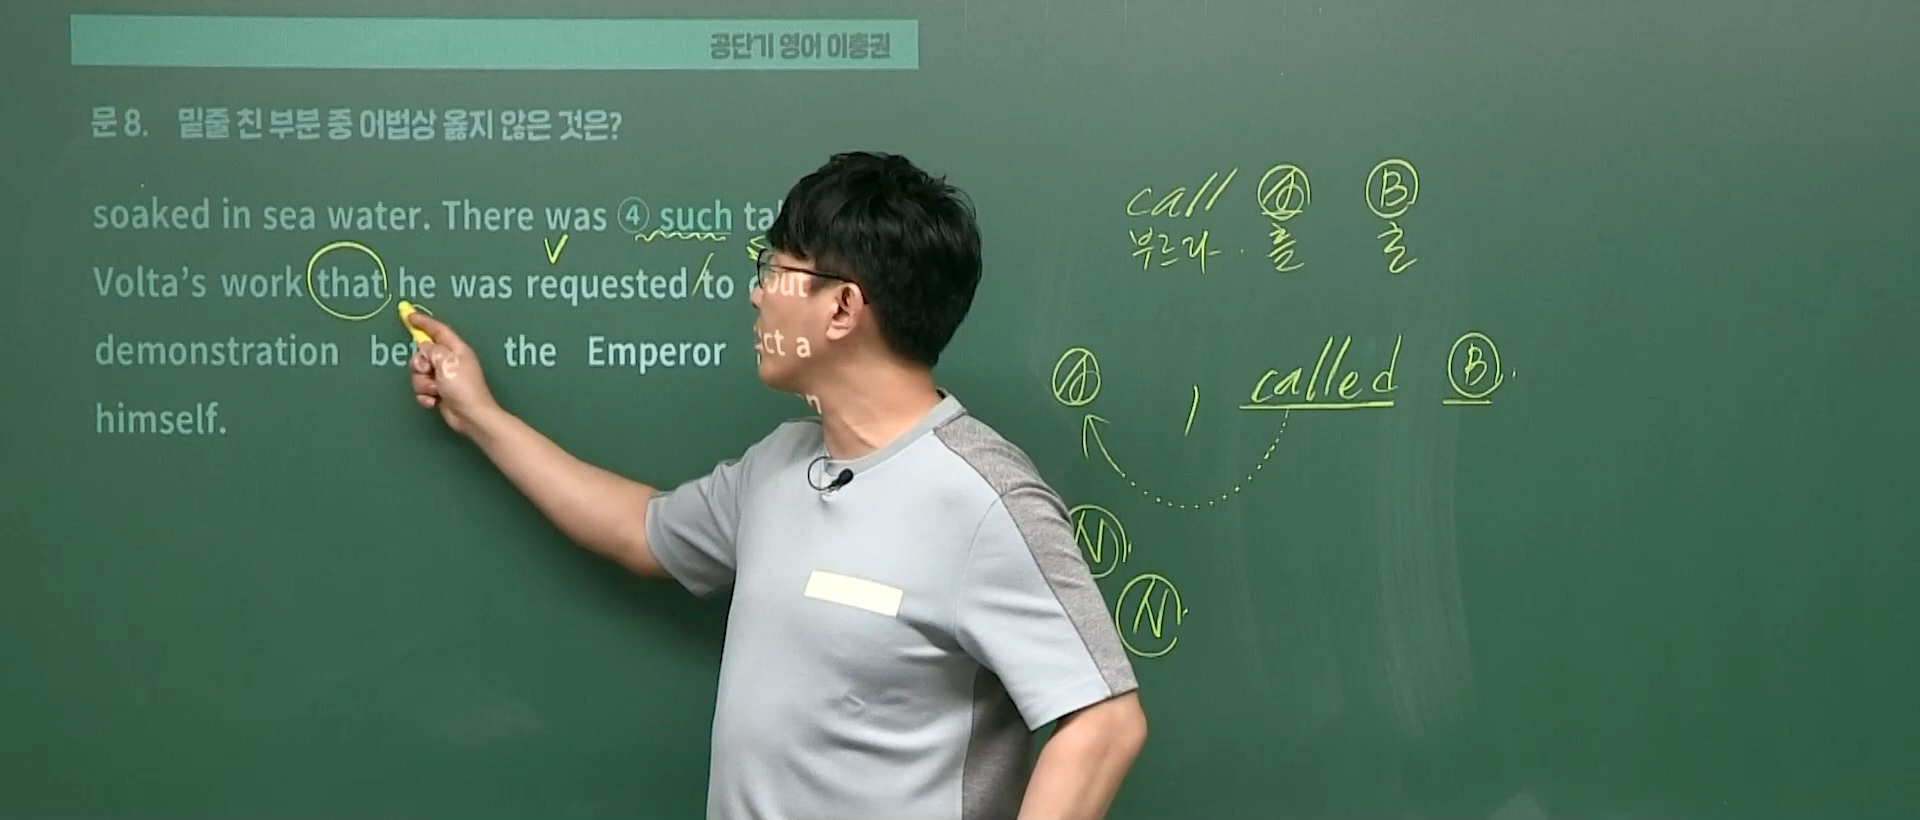 공단기 영어 이충권
문 8. 밑줄 친 부분 중 어법상 옳지 않은 것은?
soaked in sea water. There was ④ such
Volta's work that he was requested to
demonstration before the Emperor
himself.
call Ⓐ Ⓑ
부르다. 를 로
Ⓐ , called Ⓑ.
Ⓝ.
Ⓝ.